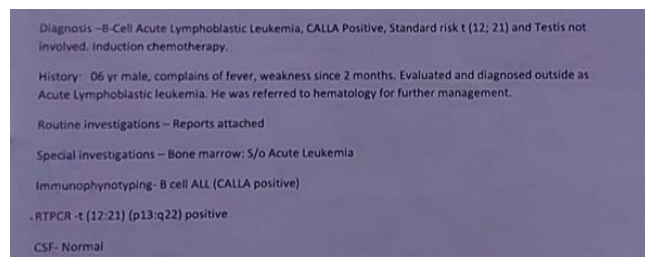 Diagnosis –B-Cell Acute Lymphoblastic Leukemia, CALLA Positive, Standard risk t (12; 21) and Testis not
involved. Induction chemotherapy.
History: 06 yr male, complains of fever, weakness since 2 months. Evaluated and diagnosed outside as
Acute Lymphoblastic leukemia. He was referred to hematology for further management.
Routine investigations – Reports attached
Special investigations – Bone marrow: S/o Acute Leukemia
Immunophynotyping- B cell ALL (CALLA positive)
RTPCR -t (12:21) (p13:q22) positive
CSF- Normal